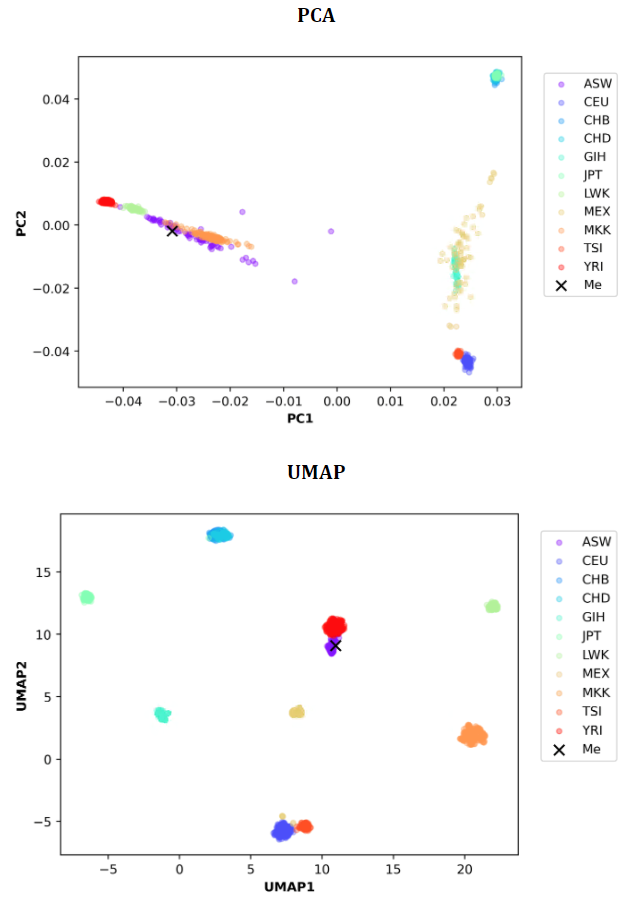 PCA
PC2
0.04
0.02
0.00
−0.02
−0.04
−0.04
−0.03
−0.02
−0.01
0.00
0.01
0.02
0.03
PC1
ASW
CEU
CHB
CHD
GIH
JPT
LWK
MEX
MKK
TSI
YRI
Me
UMAP
UMAP2
15
10
5
0
−5
−5
0
5
10
15
20
UMAP1
ASW
CEU
CHB
CHD
GIH
JPT
LWK
MEX
MKK
TSI
YRI
Me